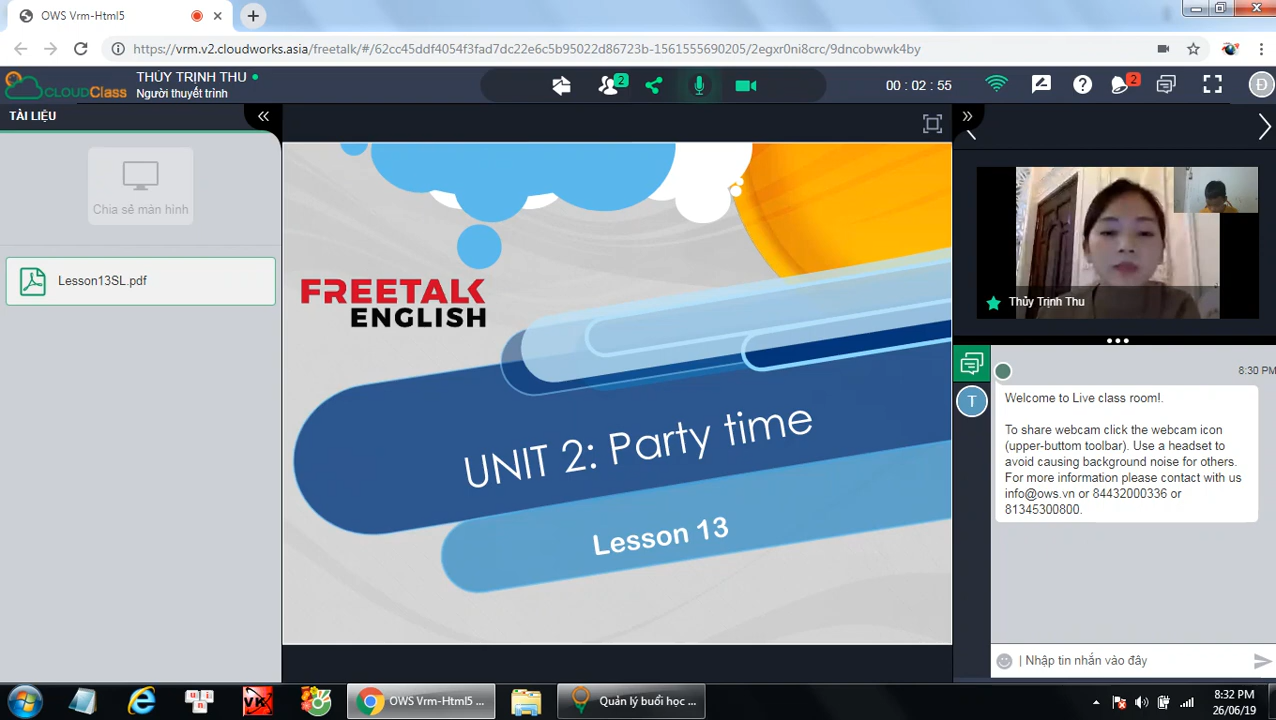 OWS Vrm-Html5
https://vrm.v2.cloudworks.asia/freetalk/#/62cc45ddf4054f3fad7dc22e6c5b95022d86723b-1561555690205/2egxr0ni8crc/9dncobwwk4by
CLOUDClass
THỦY TRỊNH THU
Người thuyết trình
2
00 : 02 : 55
2
Đ
TÀI LIỆU
Chia sẻ màn hình
Lesson13SL.pdf
FREETALK
ENGLISH
UNIT 2: Party time
Lesson 13
Thủy Trịnh Thu
8:30 PM
T
Welcome to Live class room!.
To share webcam click the webcam icon
(upper-buttom toolbar). Use a headset to
avoid causing background noise for others.
For more information please contact with us
info@ows.vn or 84432000336 or
81345300800.
Nhập tin nhắn vào đây
OWS Vrm-Html5 ...
Quản lý buổi học ...
8:32 PM
26/06/19